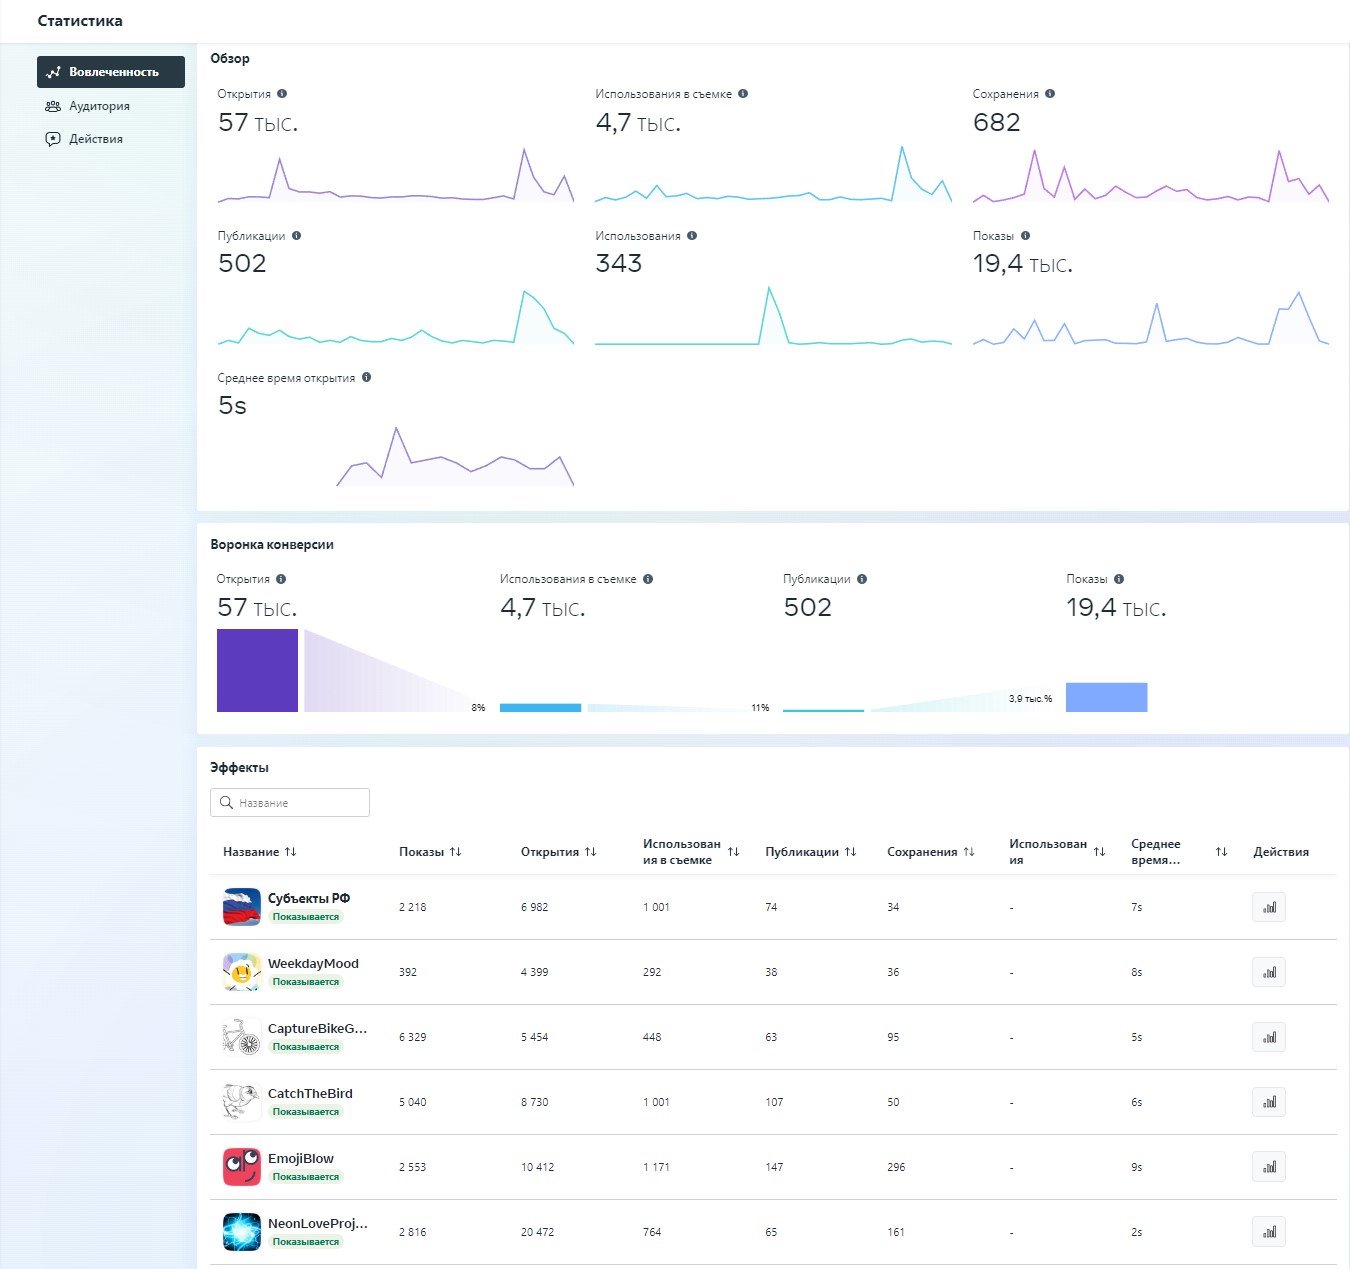 Статистика
Вовлеченность
Аудитория
Действия
Обзор
Открытия
57 тыс.
Использования в съемке
4,7 тыс.
Сохранения
682
Публикации
502
Использования
343
Показы
19,4 тыс.
Среднее время открытия
5s
Воронка конверсии
Открытия
57 тыс.
8%
Использования в съемке
4,7 тыс.
11%
Публикации
502
3,9 тыс.%
Показы
19,4 тыс.
Эффекты
Название
Название Показы Открытия Использован
ия в съемке Публикации Сохранения Использован
ия Среднее
время... Действия
Субъекты РФ
Показывается
2 218 6 982 1 001 74 34 - 7s
WeekdayMood
Показывается
392 4 399 292 38 36 - 8s
CaptureBikeG...
Показывается
6 329 5 454 448 63 95 - 5s
CatchTheBird
Показывается
5 040 8 730 1 001 107 50 - 6s
EmojiBlow
Показывается
2 553 10 412 1 171 147 296 - 9s
NeonLoveProj...
Показывается
2 816 20 472 764 65 161 - 2s